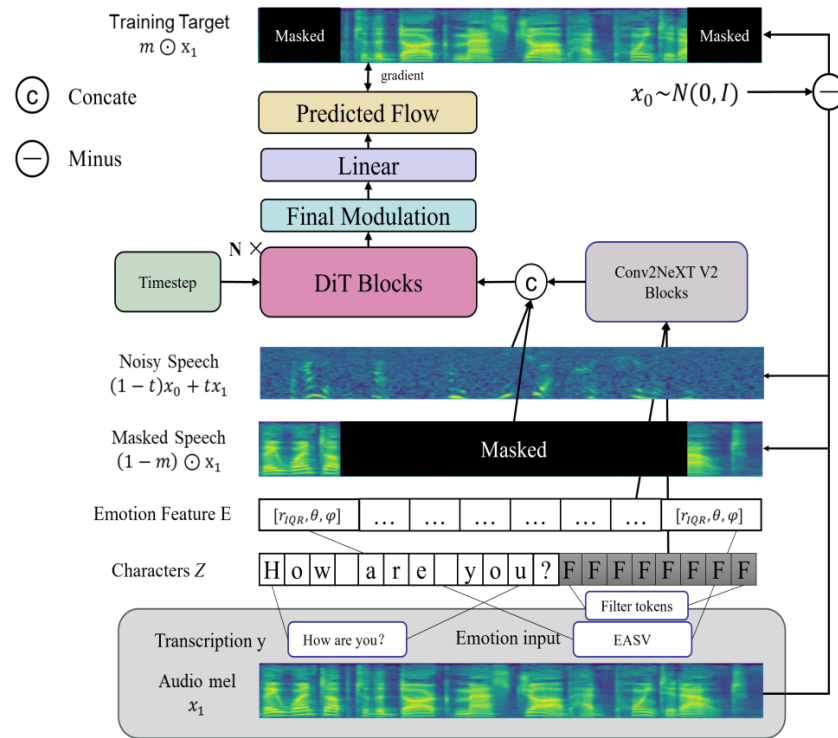 Training Target
m ⊙ x₁
Masked
Masked
gradient
C Concate
x₀~N(0, I)
−
Predicted Flow
− Minus
Linear
Final Modulation
N ×
Timestep
DiT Blocks
C
Conv2NeXT V2
Blocks
Noisy Speech
(1−t)x₀ + tx₁
Masked Speech
(1−m) ⊙ x₁
Masked
Emotion Feature E
[r_IQR, θ, φ] ... ... ... ... ... ... [r_IQR, θ, φ]
Characters Z
H o w a r e y o u ? F F F F F F F F
Filter tokens
Transcription y
How are you?
Emotion input
EASV
Audio mel
x₁